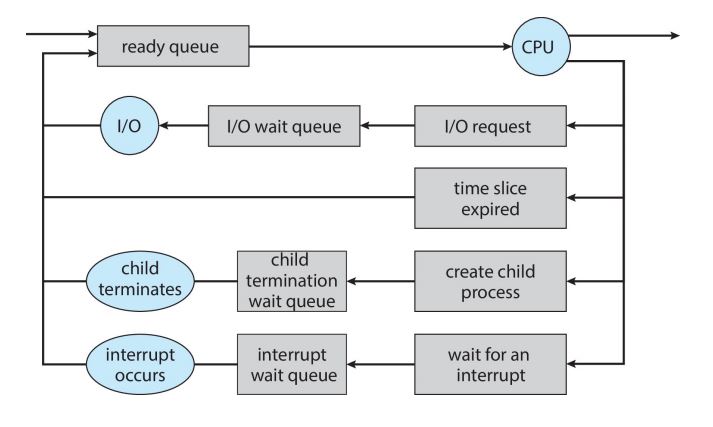 ready queue
CPU
I/O
I/O wait queue
I/O request
time slice
expired
child
terminates
child
termination
wait queue
create child
process
interrupt
occurs
interrupt
wait queue
wait for an
interrupt